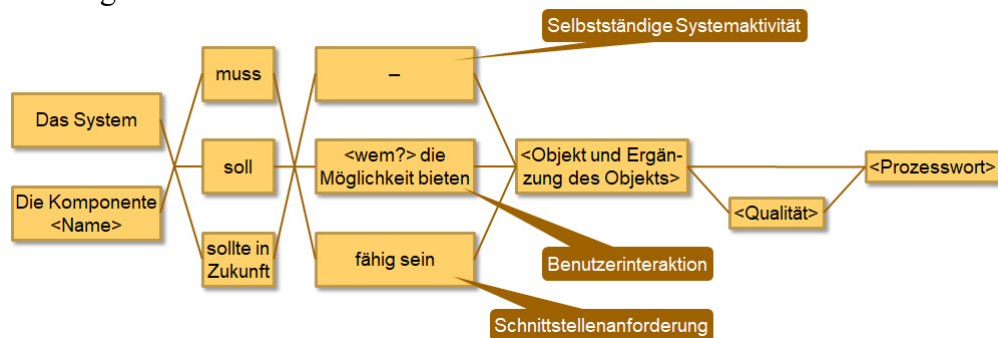 Selbstständige Systemaktivität
muss
–
Das System
soll
<wem?> die
Möglichkeit bieten
<Objekt und Ergän-
zung des Objekts>
<Prozesswort>
Die Komponente
<Name>
<Qualität>
sollte in
Zukunft
fähig sein
Benutzerinteraktion
Schnittstellenanforderung